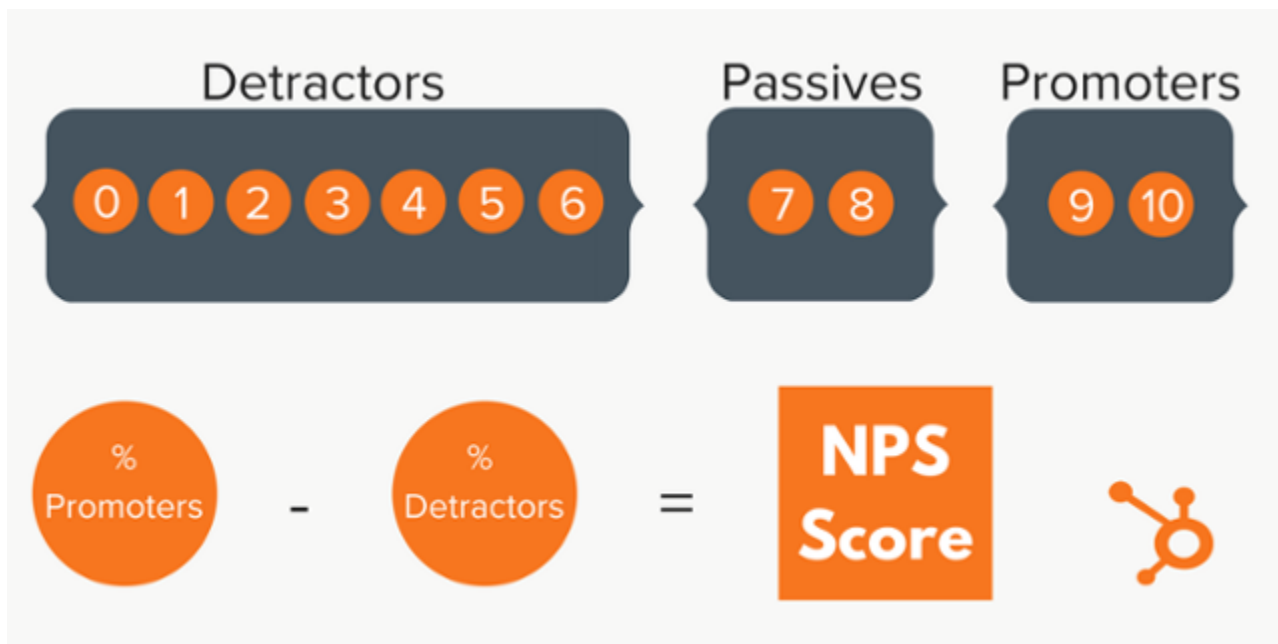 Detractors Passives Promoters
0 1 2 3 4 5 6 7 8 9 10
% Promoters - % Detractors = NPS Score